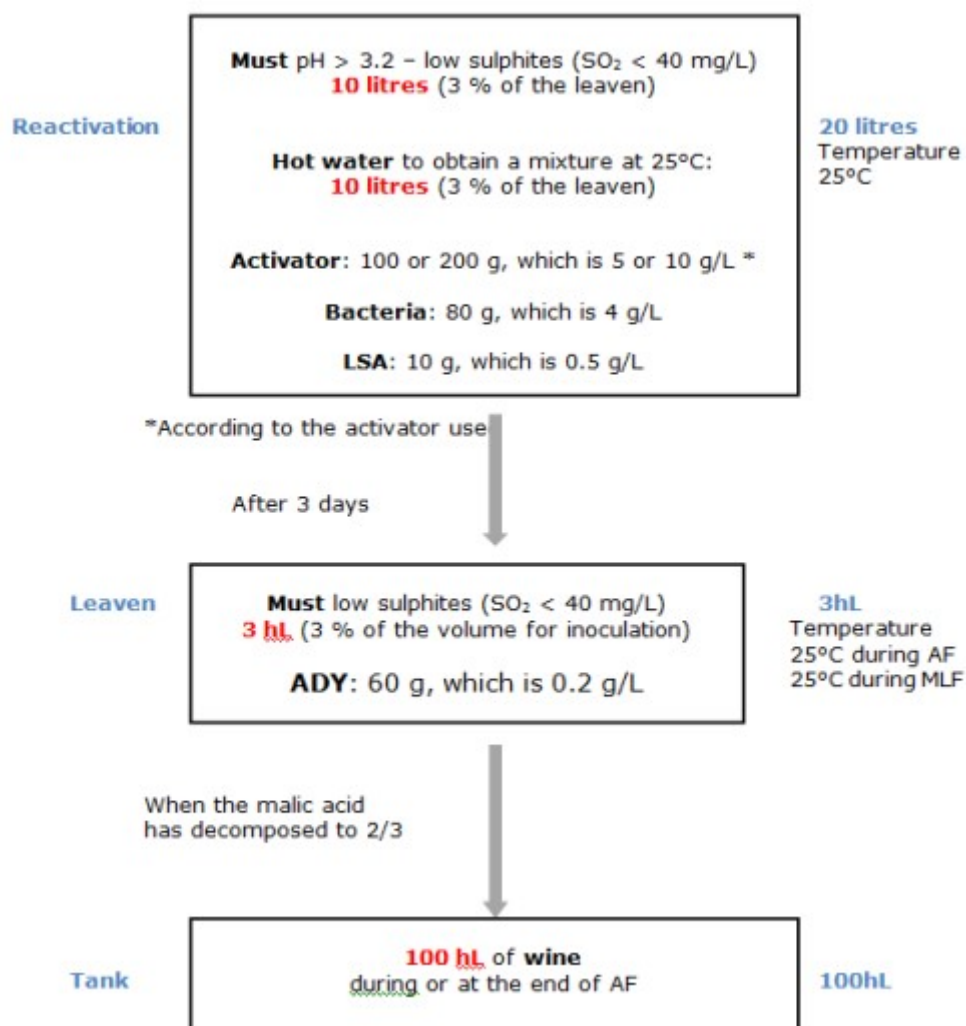 Must pH > 3.2 – low sulphites (SO₂ < 40 mg/L)
10 litres (3 % of the leaven)
Reactivation
20 litres
Temperature
25°C
Hot water to obtain a mixture at 25°C:
10 litres (3 % of the leaven)
Activator: 100 or 200 g, which is 5 or 10 g/L *
Bacteria: 80 g, which is 4 g/L
LSA: 10 g, which is 0.5 g/L
*According to the activator use
After 3 days
Leaven
Must low sulphites (SO₂ < 40 mg/L)
3 hL (3 % of the volume for inoculation)
ADY: 60 g, which is 0.2 g/L
3hL
Temperature
25°C during AF
25°C during MLF
When the malic acid
has decomposed to 2/3
Tank
100 hL of wine
during or at the end of AF
100hL